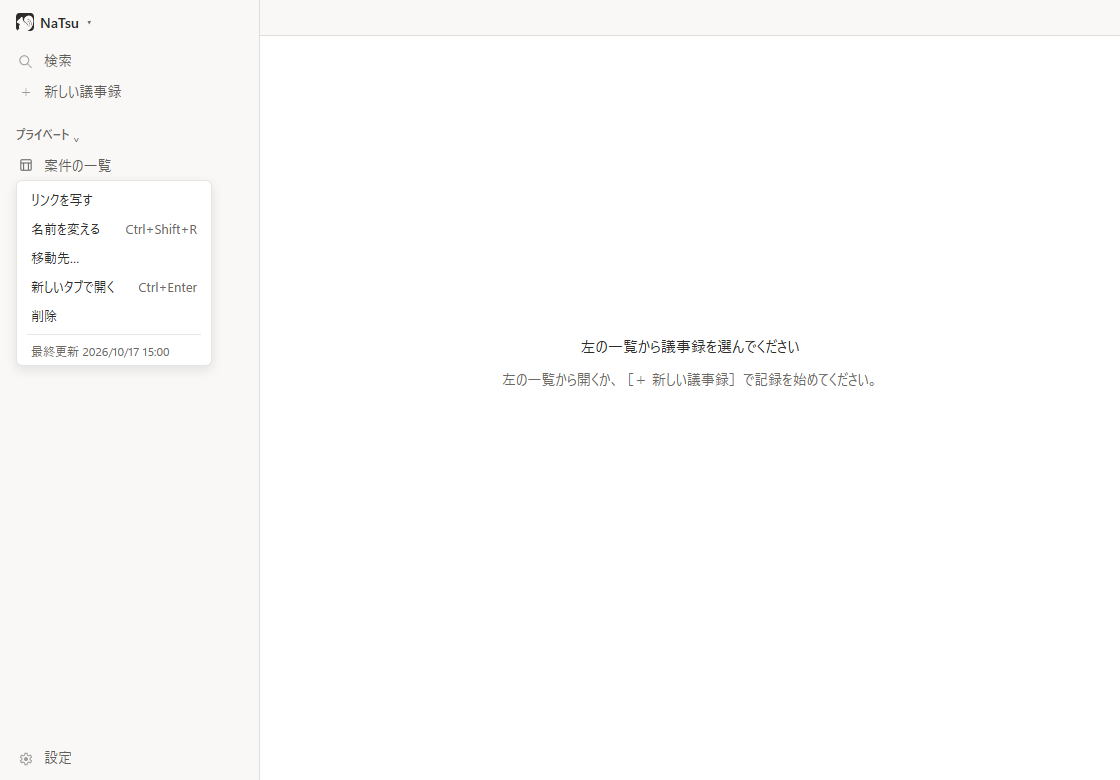 NaTsu
検索
+ 新しい議事録
プライベート
案件の一覧
リンクを写す
名前を変える Ctrl+Shift+R
移動先...
新しいタブで開く Ctrl+Enter
削除
最終更新 2026/10/17 15:00
左の一覧から議事録を選んでください
左の一覧から開くか、［+ 新しい議事録］で記録を始めてください。
設定